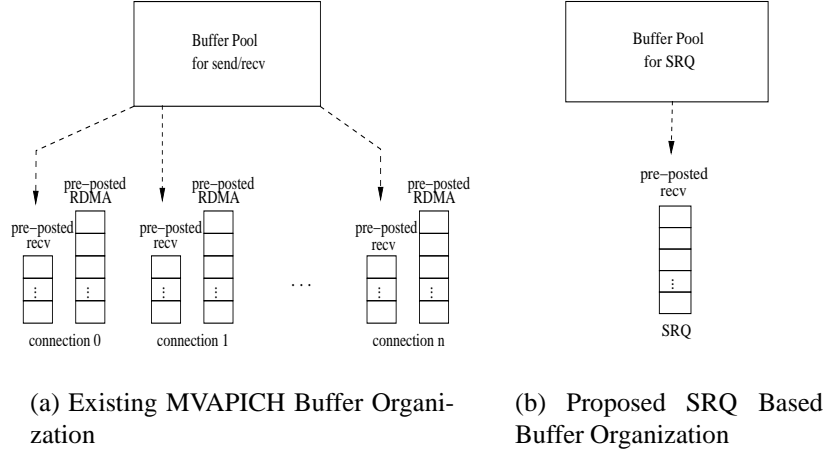 Buffer Pool
for send/recv
pre-posted
RDMA
pre-posted
recv
⋮
⋮
connection 0
pre-posted
RDMA
pre-posted
recv
⋮
⋮
connection 1
...
pre-posted
RDMA
pre-posted
recv
⋮
⋮
connection n
(a) Existing MVAPICH Buffer Organi-
zation
Buffer Pool
for SRQ
pre-posted
recv
⋮
SRQ
(b) Proposed SRQ Based
Buffer Organization